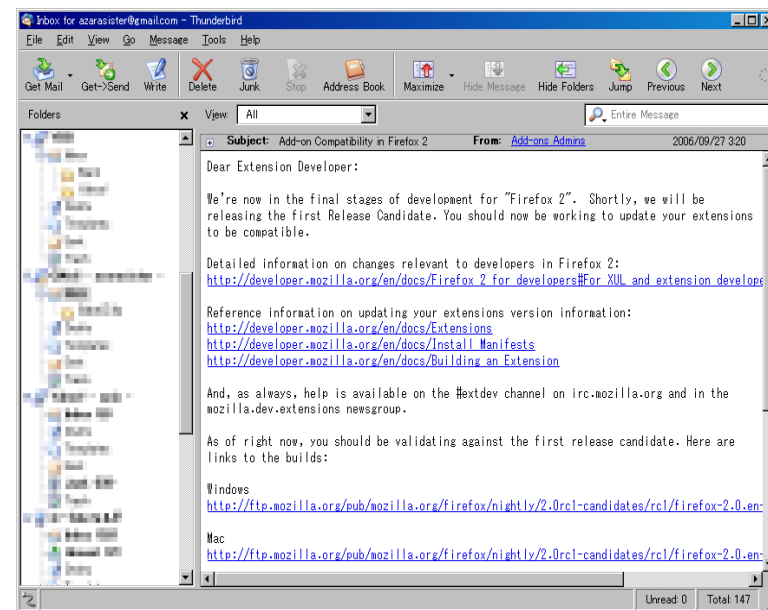 Inbox for azarasister@gmail.com - Thunderbird
File Edit View Go Message Tools Help
Get Mail Get->Send Write Delete Junk Stop Address Book Maximize Hide Message Hide Folders Jump Previous Next
Folders
View: All
Entire Message
Subject: Add-on Compatibility in Firefox 2 From: Add-ons Admins 2006/09/27 3:20
Dear Extension Developer:
We're now in the final stages of development for "Firefox 2". Shortly, we will be
releasing the first Release Candidate. You should now be working to update your extensions
to be compatible.
Detailed information on changes relevant to developers in Firefox 2:
http://developer.mozilla.org/en/docs/Firefox_2_for_developers#For_XUL_and_extension_develope
Reference information on updating your extensions version information:
http://developer.mozilla.org/en/docs/Extensions
http://developer.mozilla.org/en/docs/Install_Manifests
http://developer.mozilla.org/en/docs/Building_an_Extension
And, as always, help is available on the #extdev channel on irc.mozilla.org and in the
mozilla.dev.extensions newsgroup.
As of right now, you should be validating against the first release candidate. Here are
links to the builds:
Windows
http://ftp.mozilla.org/pub/mozilla.org/firefox/nightly/2.0rc1-candidates/rc1/firefox-2.0.en-
Mac
http://ftp.mozilla.org/pub/mozilla.org/firefox/nightly/2.0rc1-candidates/rc1/firefox-2.0.en-
Unread: 0 Total: 147